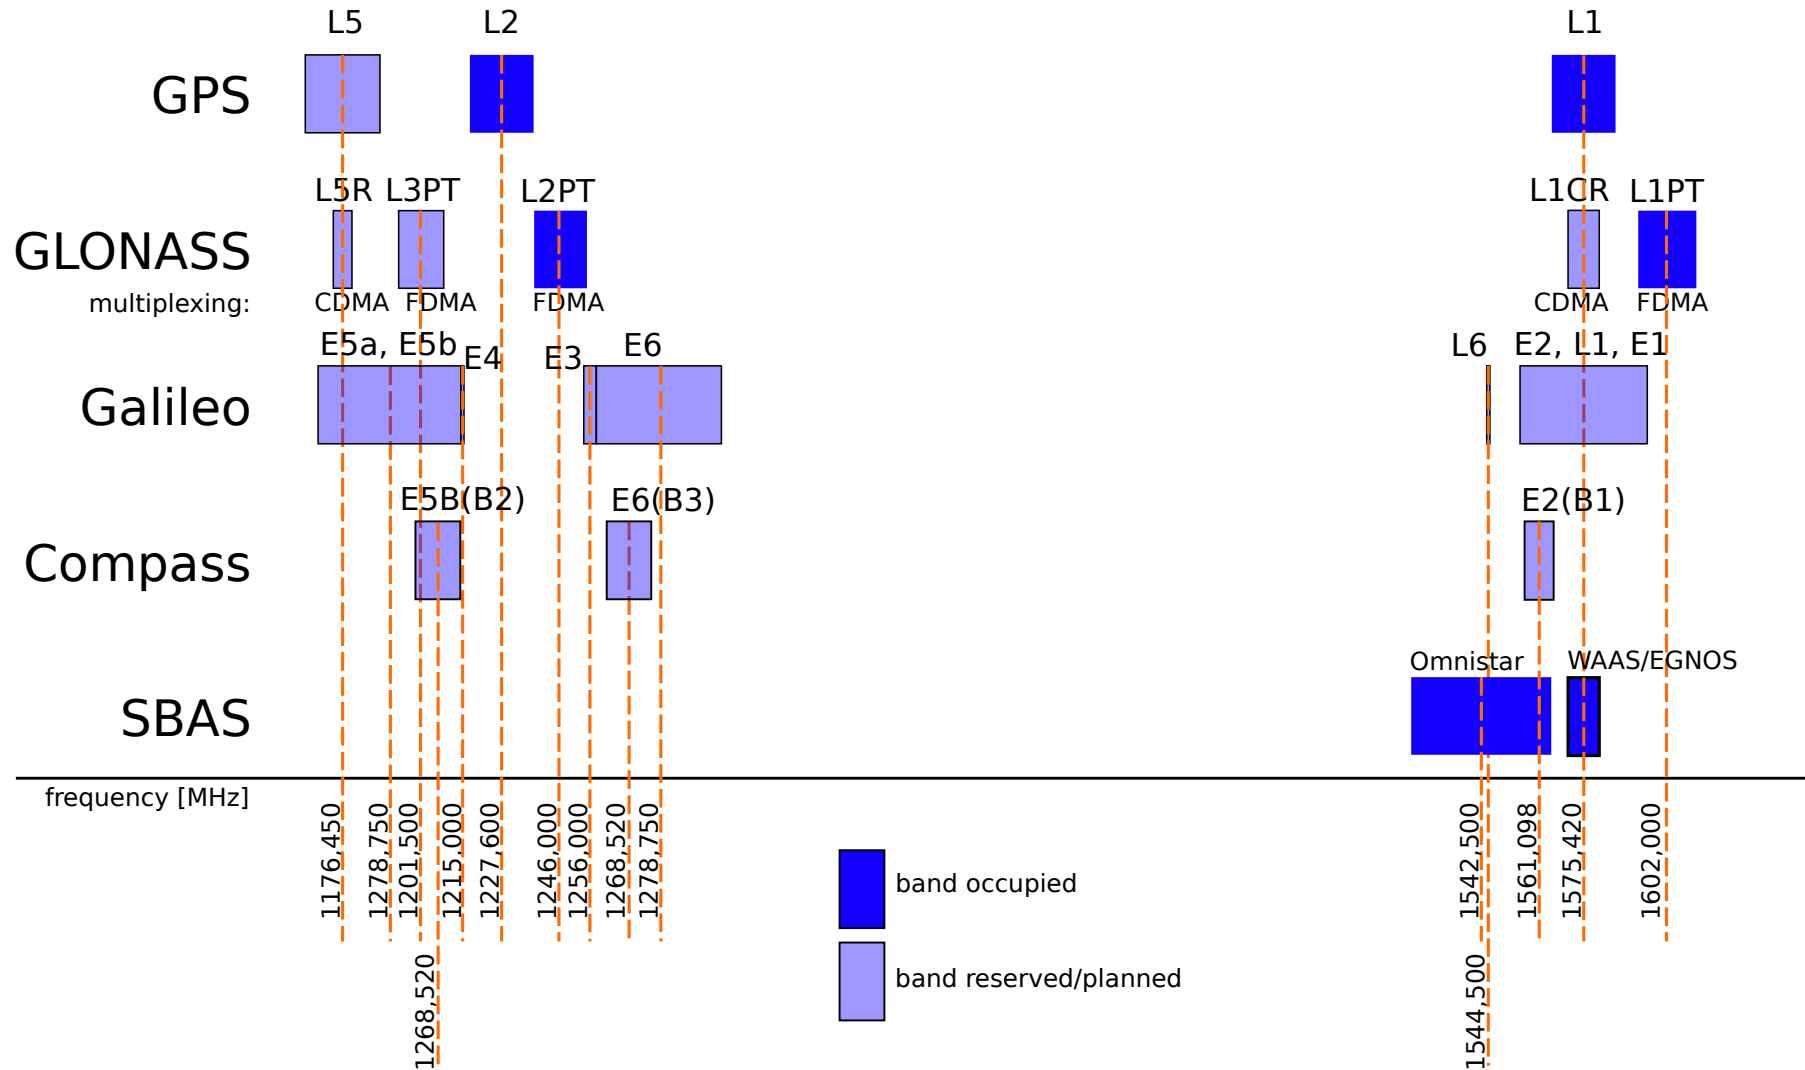 L5 L2 L1
GPS
L5R L3PT L2PT L1CR L1PT
GLONASS
multiplexing: CDMA FDMA FDMA CDMA FDMA
E5a, E5b E4 E3 E6 L6 E2, L1, E1
Galileo
E5B(B2) E6(B3) E2(B1)
Compass
Omnistar WAAS/EGNOS
SBAS
frequency [MHz]
1176,450
1278,750
1201,500
1268,520
1215,000
1227,600
1246,000
1256,000
1268,520
1278,750
1542,500
1544,500
1561,098
1575,420
1602,000
band occupied
band reserved/planned